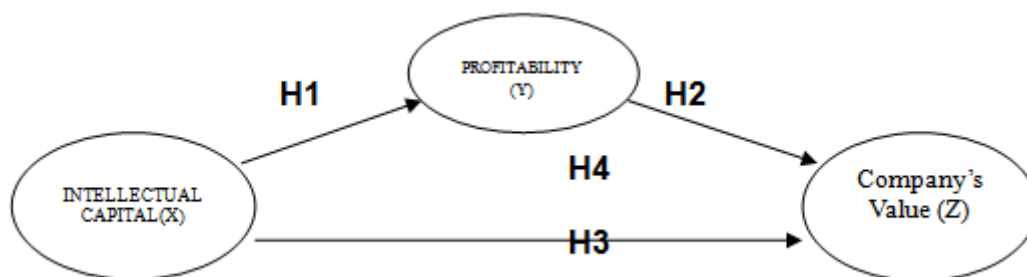 PROFITABILITY
(Y)
H1
H2
H4
INTELLECTUAL
CAPITAL(X)
Company's
Value (Z)
H3